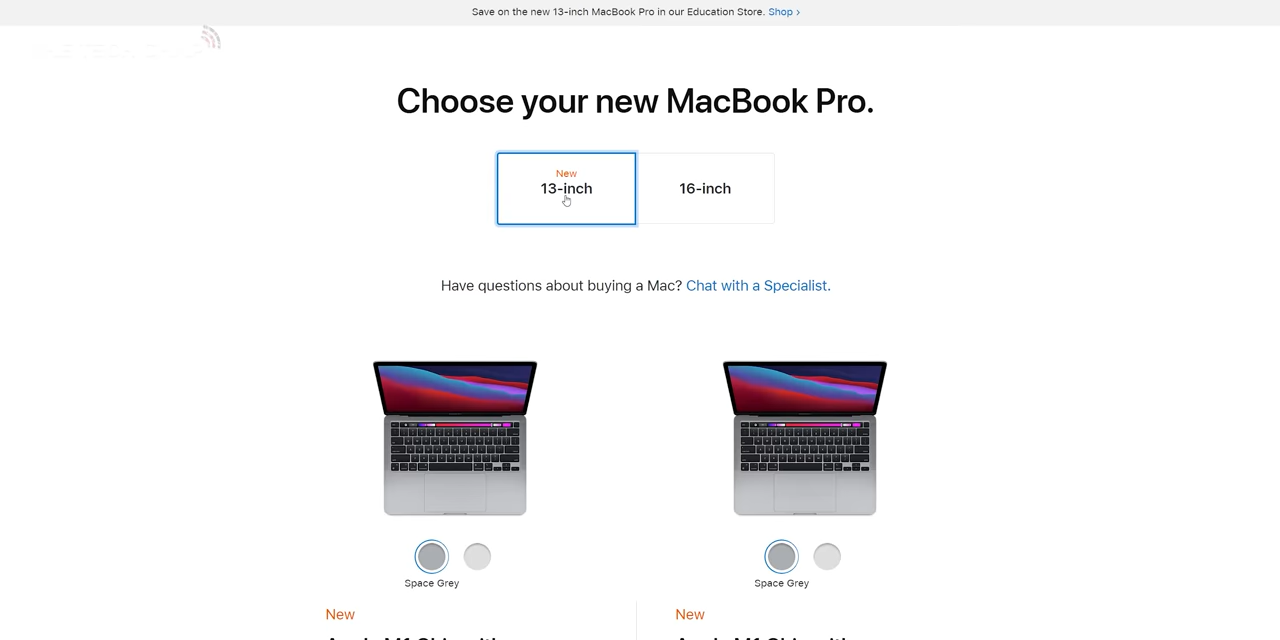 Save on the new 13-inch MacBook Pro in our Education Store. Shop >
Choose your new MacBook Pro.
New
13-inch
16-inch
Have questions about buying a Mac? Chat with a Specialist.
Space Grey
Space Grey
New
New